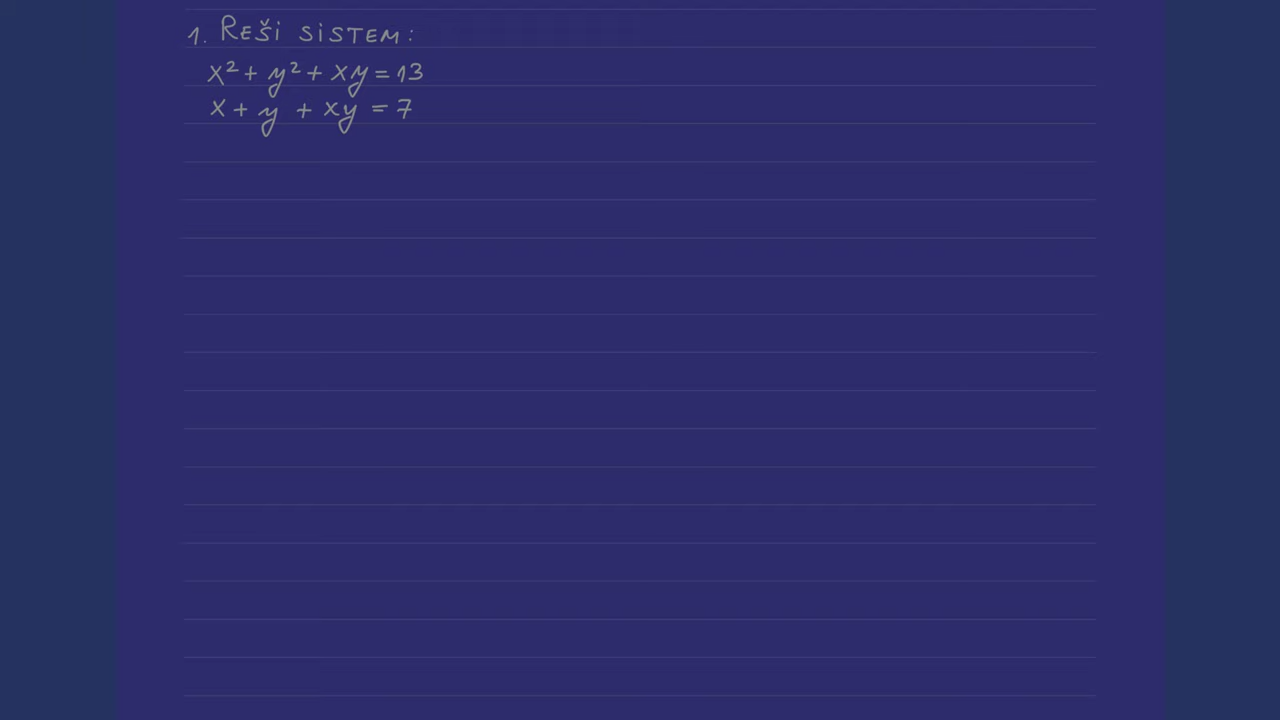 1. REŠi SiSTEM:
x² + y² + xy = 13
x + y + xy = 7